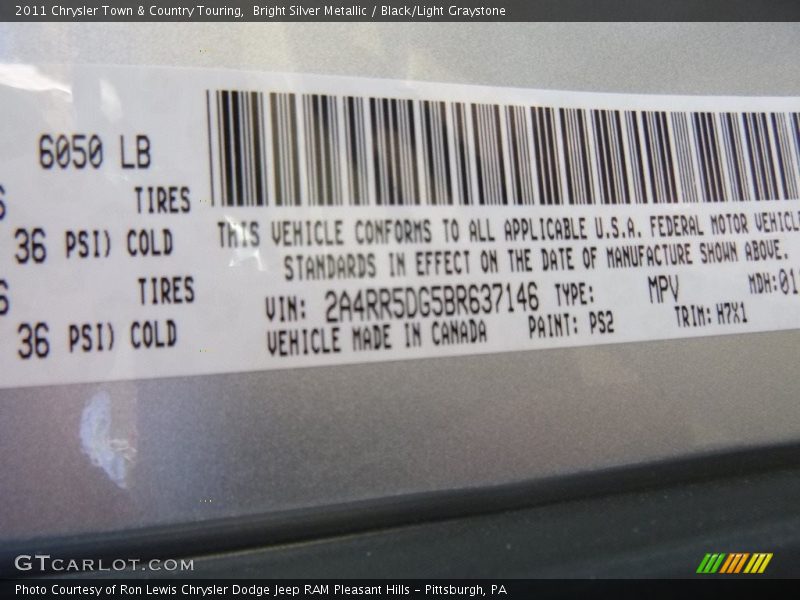 2011 Chrysler Town & Country Touring,  Bright Silver Metallic / Black/Light Graystone
6050 LB
TIRES
36 PSI) COLD
TIRES
36 PSI) COLD
THIS VEHICLE CONFORMS TO ALL APPLICABLE U.S.A. FEDERAL MOTOR
STANDARDS IN EFFECT ON THE DATE OF MANUFACTURE SHOWN ABOVE.
VIN: 2A4RR5DG5BR637146 TYPE: MPV MDH:01
VEHICLE MADE IN CANADA PAINT: PS2 TRIM: H7X1
GTCARLOT.COM
Photo Courtesy of Ron Lewis Chrysler Dodge Jeep RAM Pleasant Hills – Pittsburgh, PA